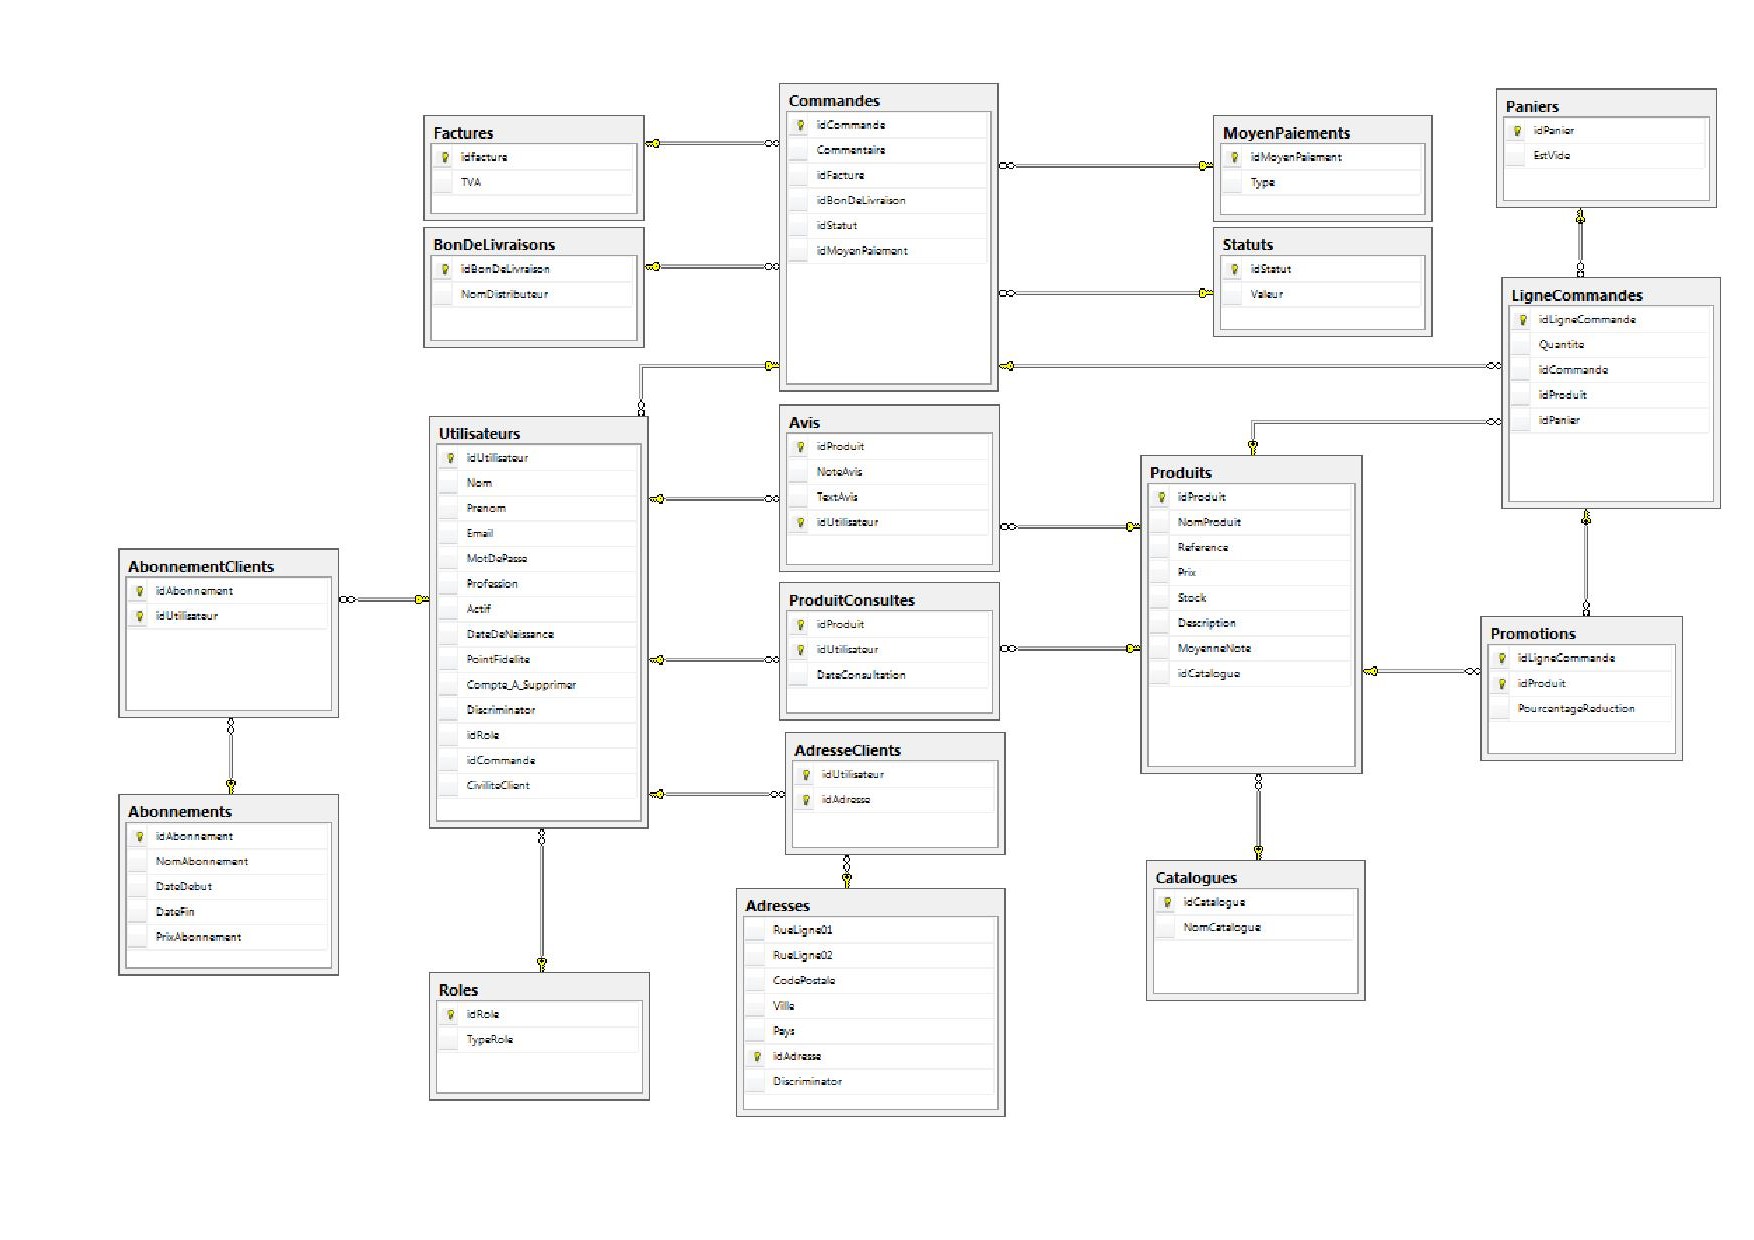 Commandes
idCommande
Commentaire
idFacture
idBonDeLivraison
idStatut
idMoyenPaiement
Factures
idfacture
TVA
BonDeLivraisons
idBonDeLivraison
NomDistributeur
MoyenPaiements
idMoyenPaiement
Type
Statuts
idStatut
Valeur
Paniers
idPanier
EstVide
LigneCommandes
idLigneCommande
Quantite
idCommande
idProduit
idPanier
Utilisateurs
idUtilisateur
Nom
Prenom
Email
MotDePasse
Profession
Actif
DateDeNaissance
PointFidelite
Compte_A_Supprimer
Discriminator
idRole
idCommande
CiviliteClient
Avis
idProduit
NoteAvis
TextAvis
idUtilisateur
Produits
idProduit
NomProduit
Reference
Prix
Stock
Description
MoyenneNote
idCatalogue
AbonnementClients
idAbonnement
idUtilisateur
ProduitConsultes
idProduit
idUtilisateur
DateConsultation
Promotions
idLigneCommande
idProduit
PourcentageReduction
AdresseClients
idUtilisateur
idAdresse
Abonnements
idAbonnement
NomAbonnement
DateDebut
DateFin
PrixAbonnement
Adresses
RueLigne01
RueLigne02
CodePostale
Ville
Pays
idAdresse
Discriminator
Catalogues
idCatalogue
NomCatalogue
Roles
idRole
TypeRole